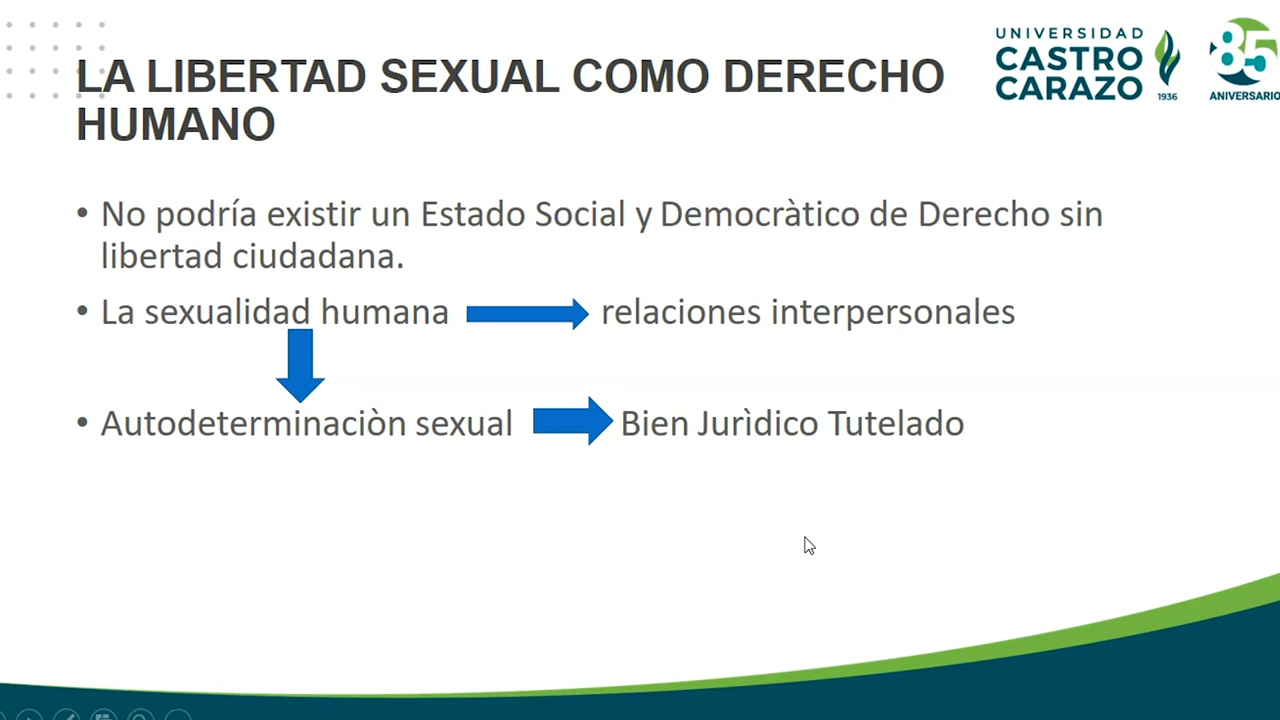 LA LIBERTAD SEXUAL COMO DERECHO
HUMANO
UNIVERSIDAD
CASTRO
CARAZO
1936
85
ANIVERSARIO
• No podría existir un Estado Social y Democràtico de Derecho sin
libertad ciudadana.
• La sexualidad humana relaciones interpersonales
• Autodeterminaciòn sexual Bien Jurìdico Tutelado